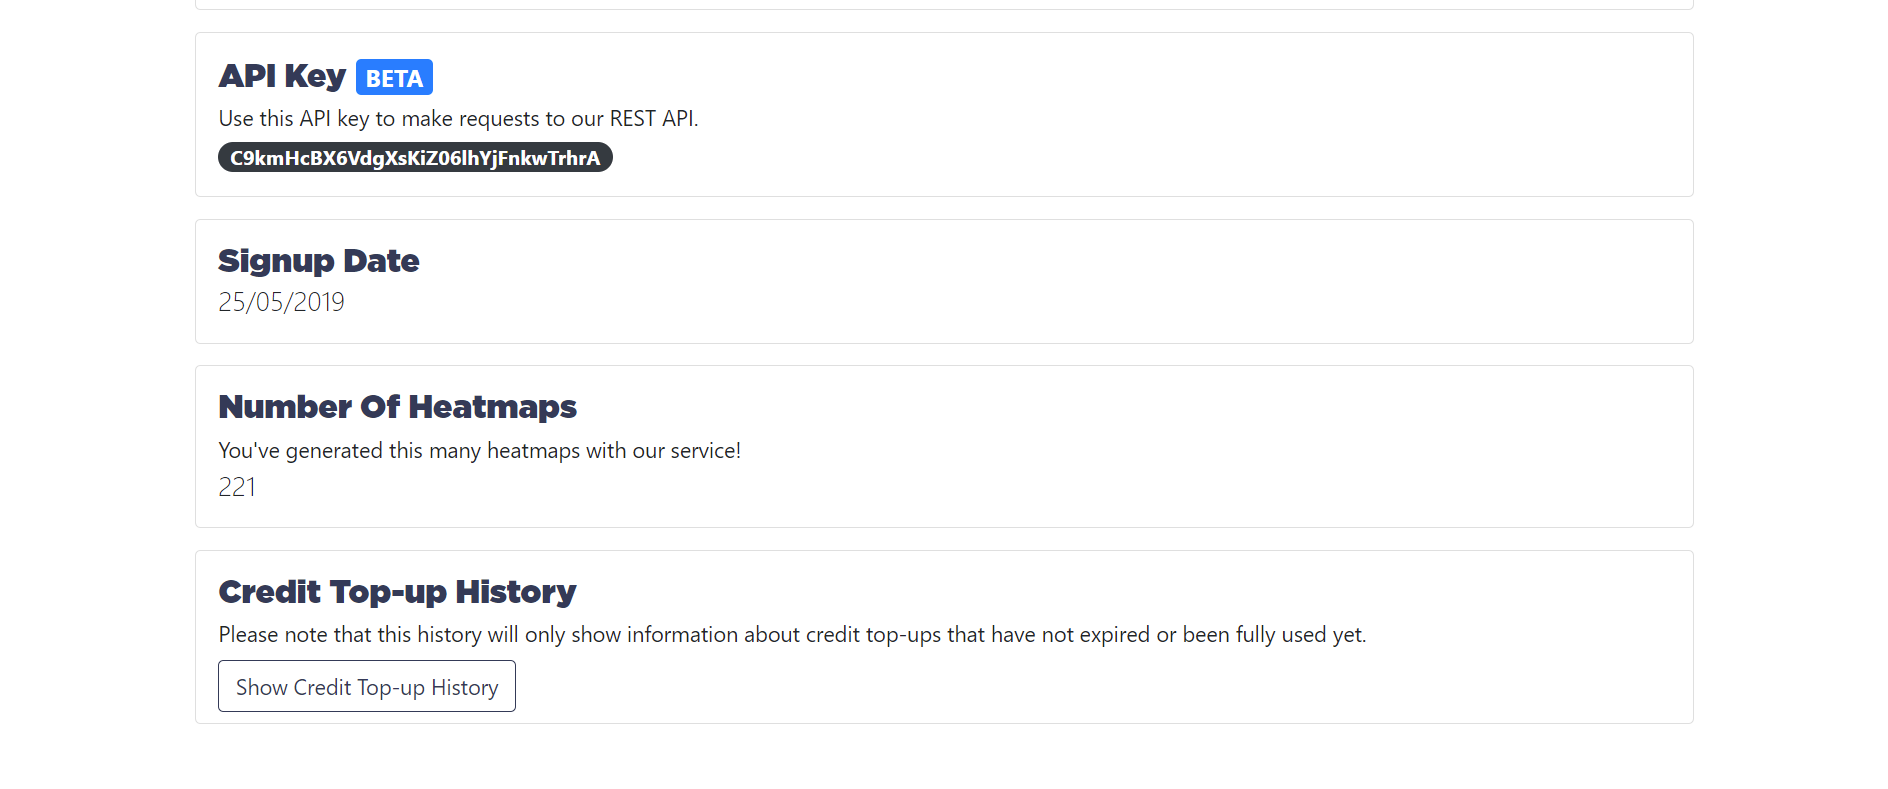 API Key BETA
Use this API key to make requests to our REST API.
C9kmHcBX6VdgXsKiZ06lhYjFnkwTrhrA
Signup Date
25/05/2019
Number Of Heatmaps
You've generated this many heatmaps with our service!
221
Credit Top-up History
Please note that this history will only show information about credit top-ups that have not expired or been fully used yet.
Show Credit Top-up History